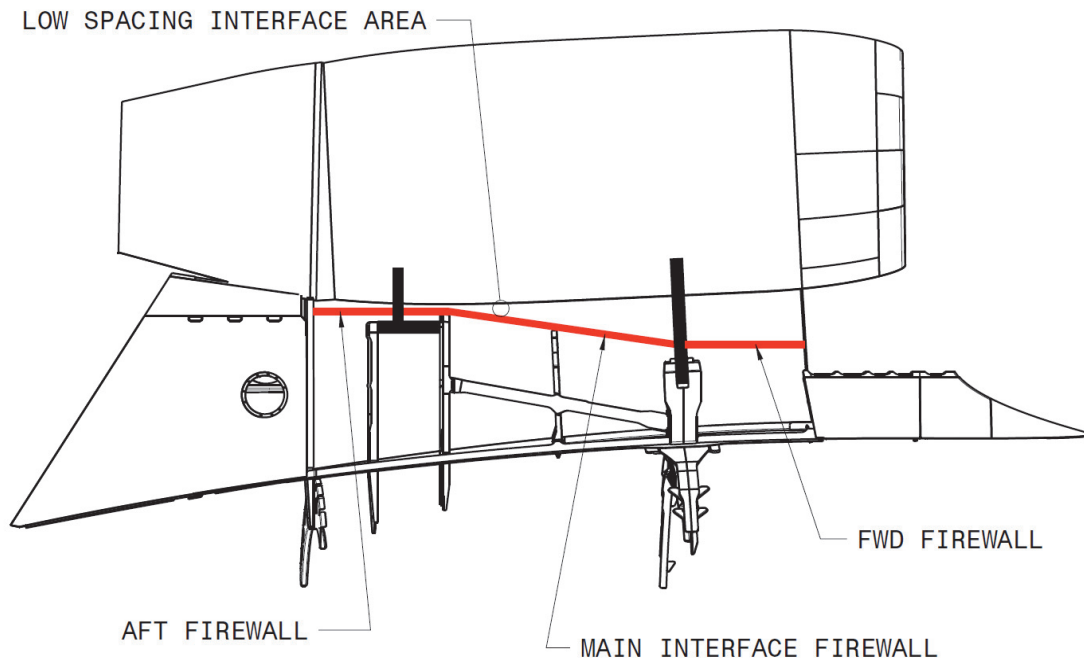 LOW SPACING INTERFACE AREA
FWD FIREWALL
AFT FIREWALL
MAIN INTERFACE FIREWALL